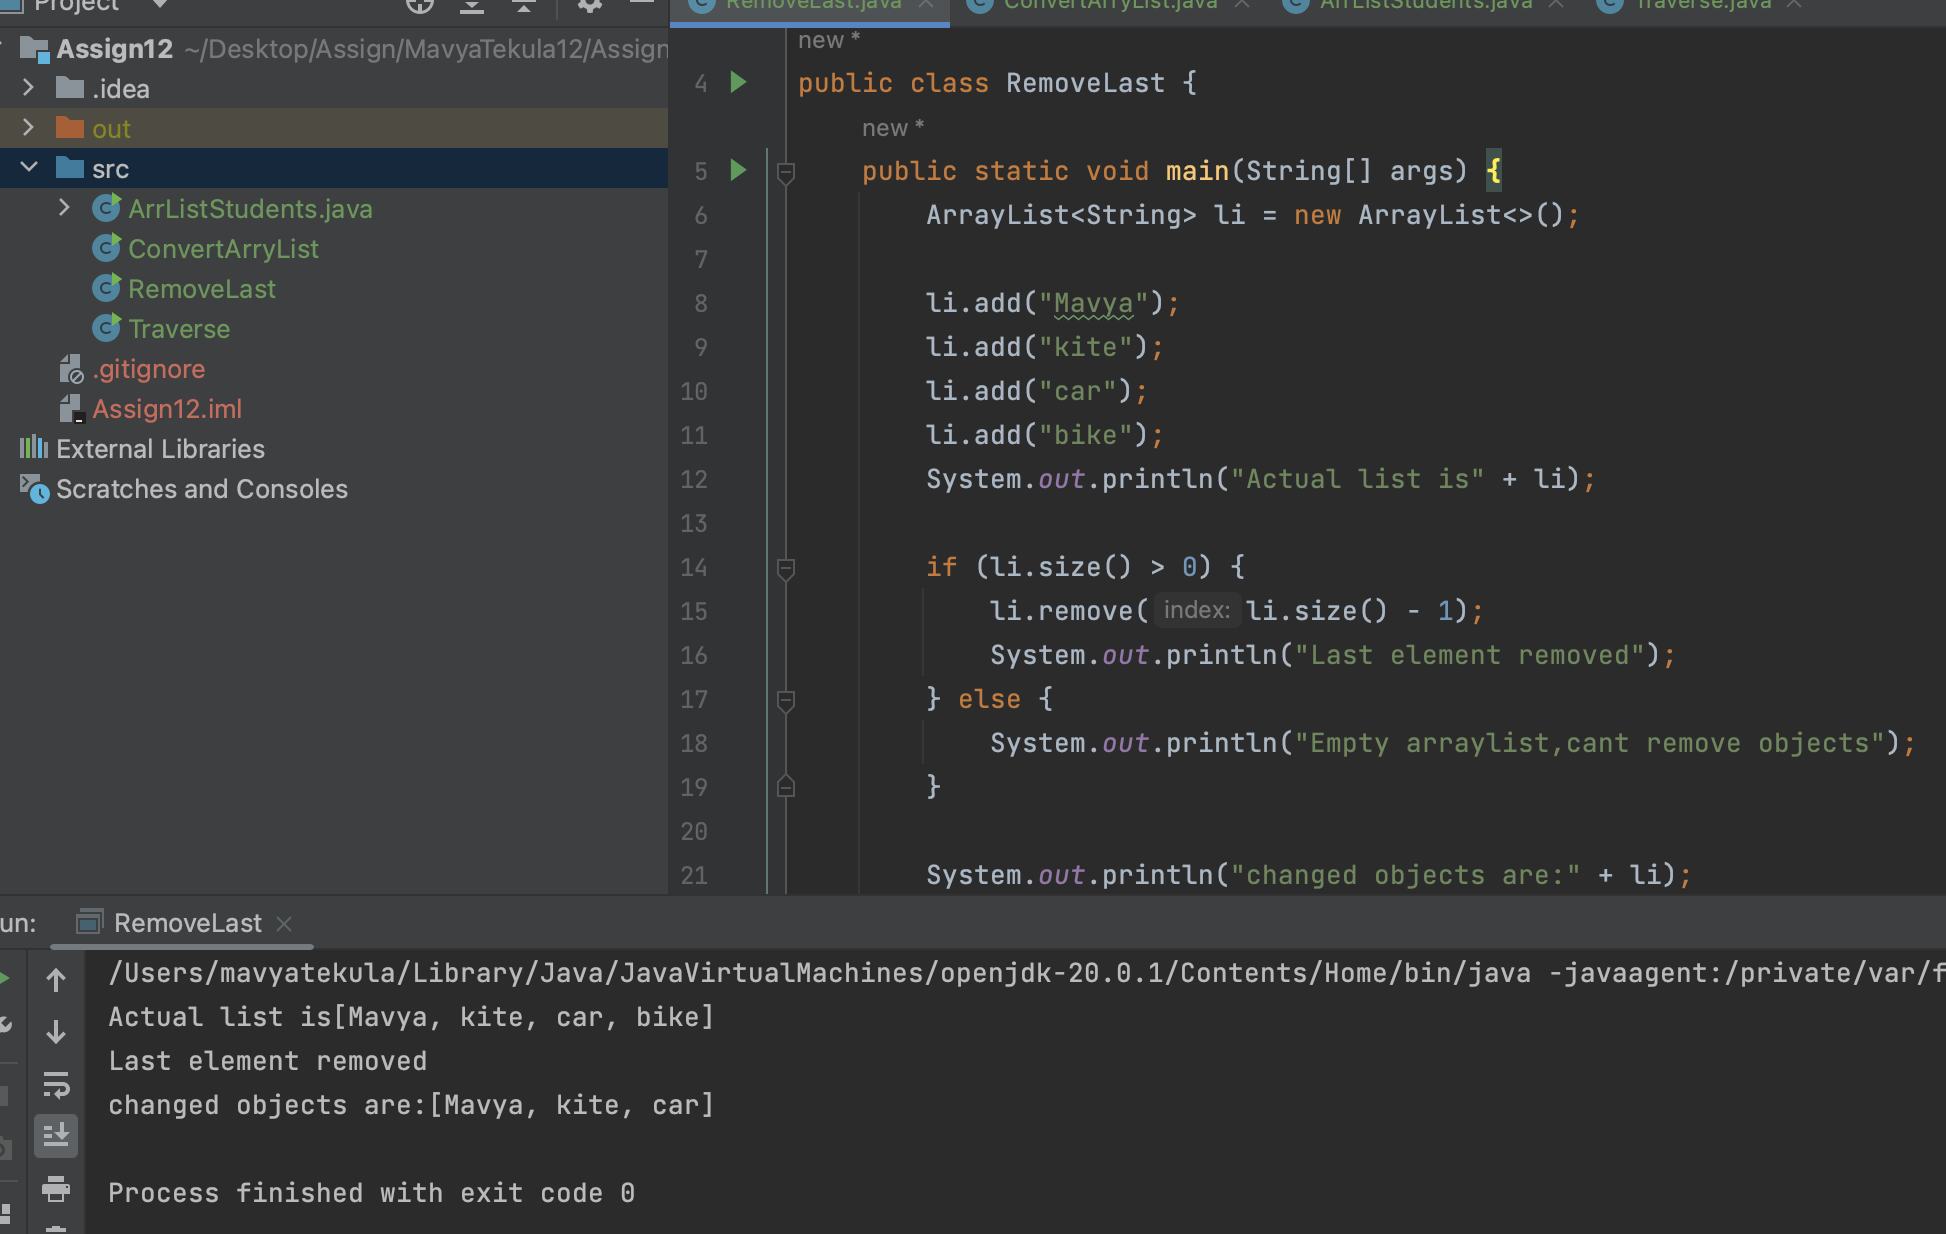 Project
Assign12 ~/Desktop/Assign/MavyaTekula12/Assign
.idea
out
src
ArrListStudents.java
ConvertArryList
RemoveLast
Traverse
.gitignore
Assign12.iml
External Libraries
Scratches and Consoles
RemoveLast.java ConvertArryList.java ArrListStudents.java Traverse.java
new *
4 public class RemoveLast {
new *
5 public static void main(String[] args) {
6 ArrayList<String> li = new ArrayList<>();
7
8 li.add("Mavya");
9 li.add("kite");
10 li.add("car");
11 li.add("bike");
12 System.out.println("Actual list is" + li);
13
14 if (li.size() > 0) {
15 li.remove( index: li.size() - 1);
16 System.out.println("Last element removed");
17 } else {
18 System.out.println("Empty arraylist,cant remove objects");
19 }
20
21 System.out.println("changed objects are:" + li);
un: RemoveLast
/Users/mavyatekula/Library/Java/JavaVirtualMachines/openjdk-20.0.1/Contents/Home/bin/java -javaagent:/private/var/f
Actual list is[Mavya, kite, car, bike]
Last element removed
changed objects are:[Mavya, kite, car]
Process finished with exit code 0